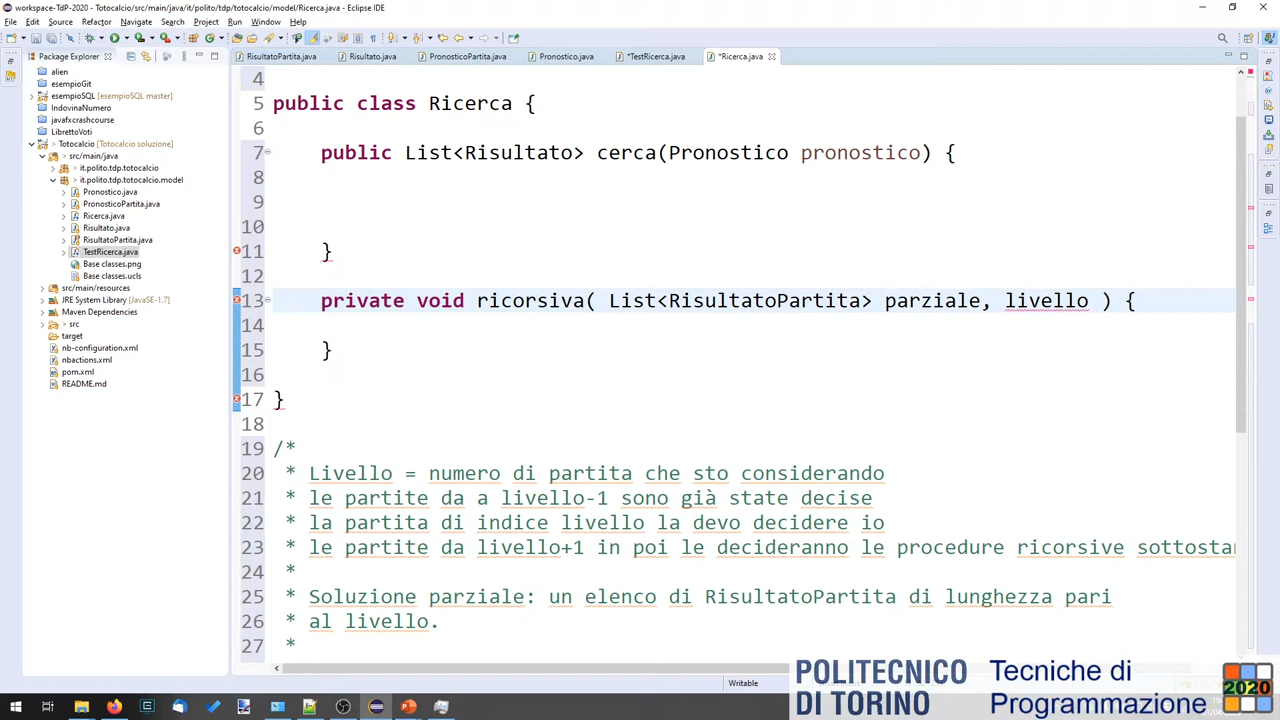 workspace-TdP-2020 - Totocalcio/src/main/java/it/polito/tdp/totocalcio/model/Ricerca.java - Eclipse IDE
File Edit Source Refactor Navigate Search Project Run Window Help
Package Explorer
RisultatoPartita.java Risultato.java PronosticoPartita.java Pronostico.java *TestRicerca.java *Ricerca.java
alien
esempioGit
esempioSQL [esempioSQL master]
IndovinaNumero
javafxcrashcourse
LibrettoVoti
Totocalcio [Totocalcio soluzione]
src/main/java
it.polito.tdp.totocalcio
it.polito.tdp.totocalcio.model
Pronostico.java
PronosticoPartita.java
Ricerca.java
Risultato.java
RisultatoPartita.java
TestRicerca.java
Base classes.png
Base classes.ucls
src/main/resources
JRE System Library [JavaSE-1.7]
Maven Dependencies
src
target
nb-configuration.xml
nbactions.xml
pom.xml
README.md
4
5 public class Ricerca {
6
7 public List<Risultato> cerca(Pronostico pronostico) {
8
9
10
11 }
12
13 private void ricorsiva( List<RisultatoPartita> parziale, livello ) {
14
15 }
16
17 }
18
19 /*
20 * Livello = numero di partita che sto considerando
21 * le partite da a livello-1 sono già state decise
22 * la partita di indice livello la devo decidere io
23 * le partite da livello+1 in poi le decideranno le procedure ricorsive sottostan
24 *
25 * Soluzione parziale: un elenco di RisultatoPartita di lunghezza pari
26 * al livello.
27 *
Writable
POLITECNICO
DI TORINO
Tecniche di
Programmazione
2020